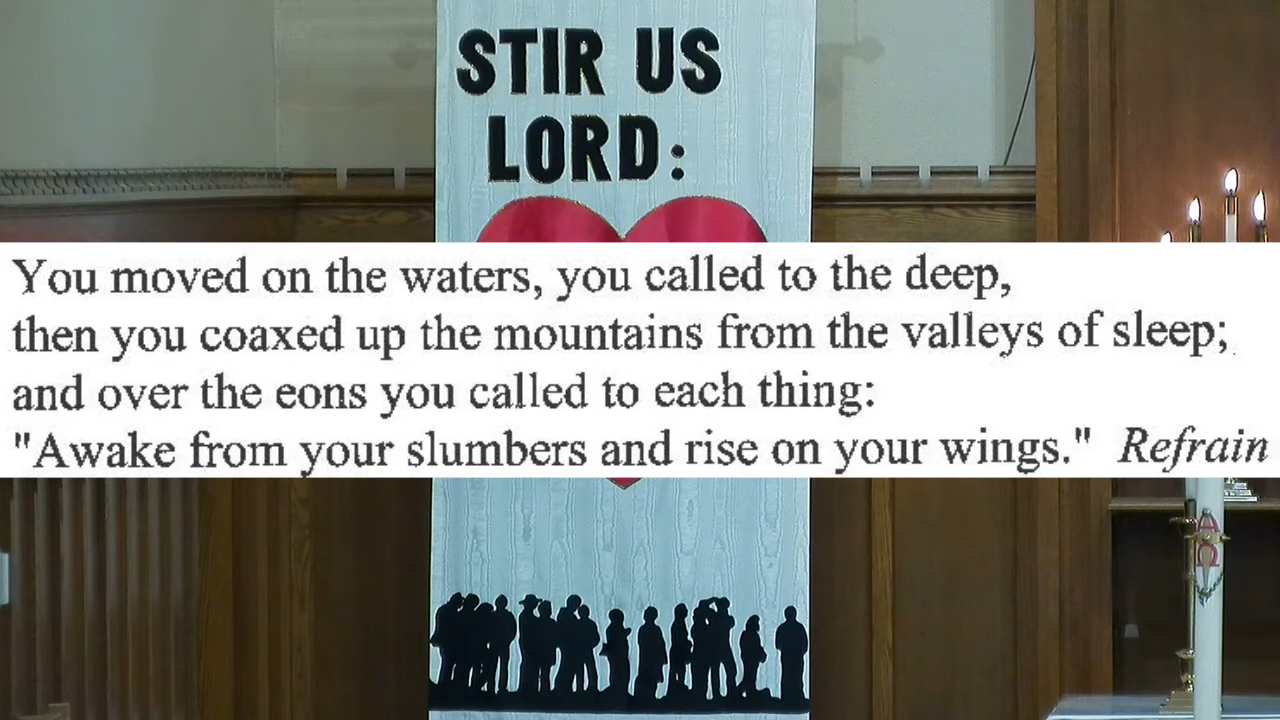 STIR US
LORD:
You moved on the waters, you called to the deep,
then you coaxed up the mountains from the valleys of sleep;
and over the eons you called to each thing:
"Awake from your slumbers and rise on your wings." Refrain
Α
Ω